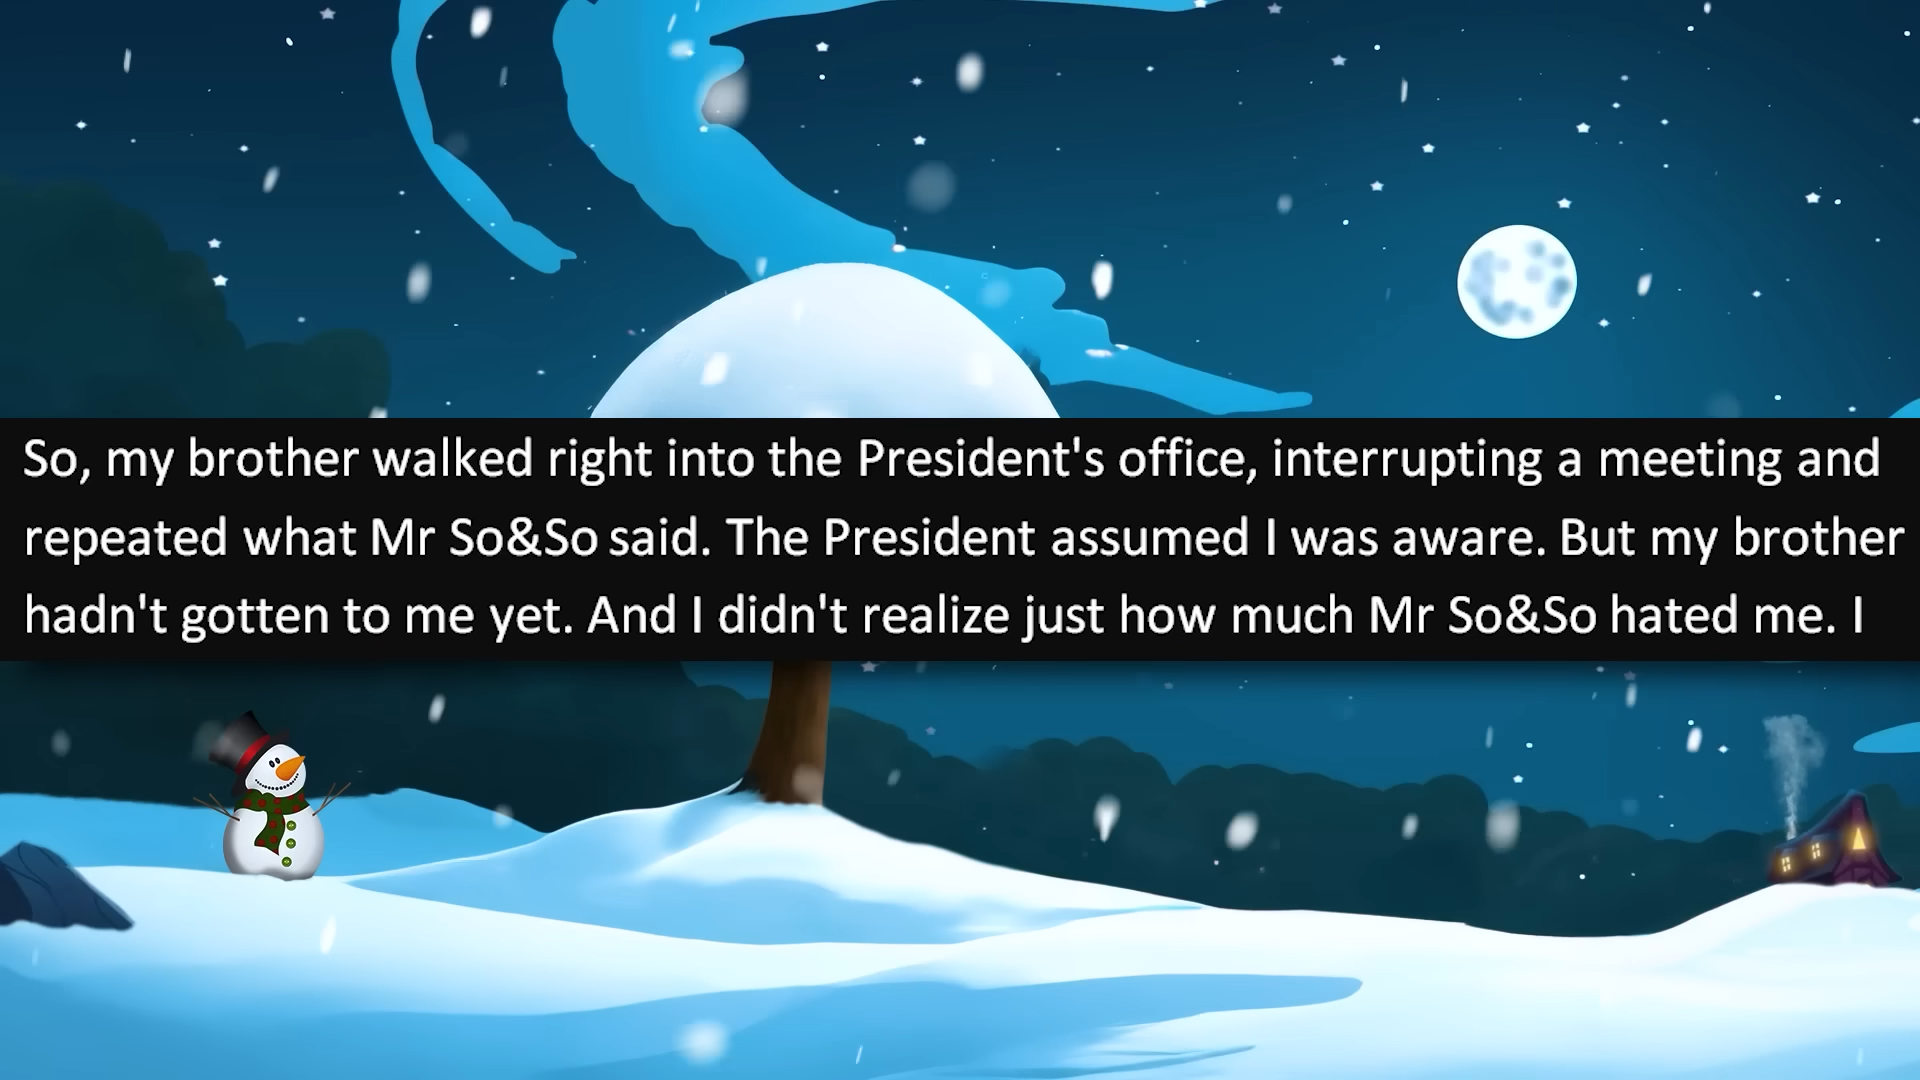 So, my brother walked right into the President's office, interrupting a meeting and
repeated what Mr So&So said. The President assumed I was aware. But my brother
hadn't gotten to me yet. And I didn't realize just how much Mr So&So hated me. I